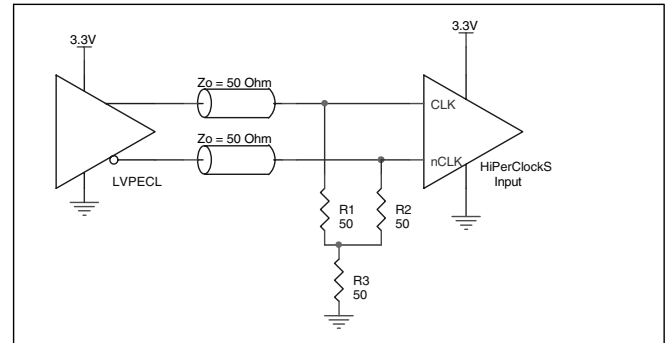 3.3V
3.3V
Zo = 50 Ohm
CLK
Zo = 50 Ohm
nCLK
LVPECL
HiPerClockS
Input
R1
50
R2
50
R3
50